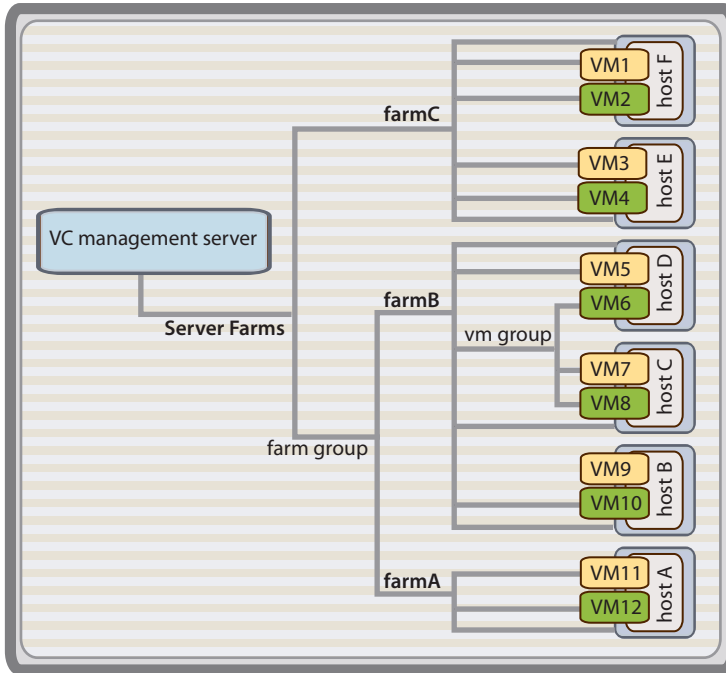 VC management server
Server Farms
farmC
VM1
VM2
host F
VM3
VM4
host E
farm group
farmB
VM5
VM6
host D
vm group
VM7
VM8
host C
VM9
VM10
host B
farmA
VM11
VM12
host A